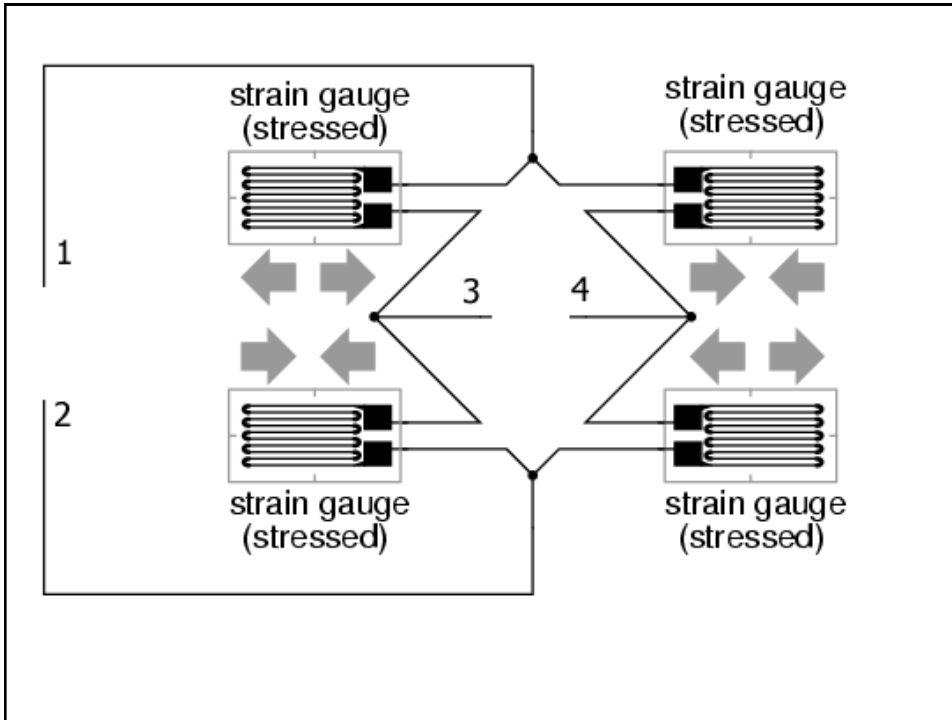 strain gauge
(stressed)
strain gauge
(stressed)
1
3
4
2
strain gauge
(stressed)
strain gauge
(stressed)